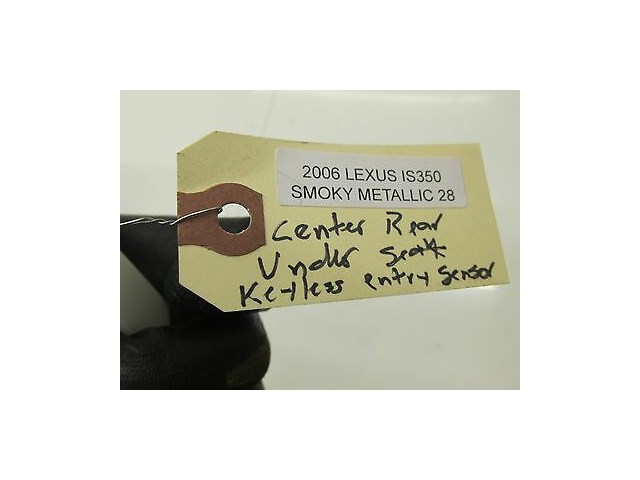 2006 LEXUS IS350
SMOKY METALLIC 28
Center Rear
Under Seat
Keyless entry sensor